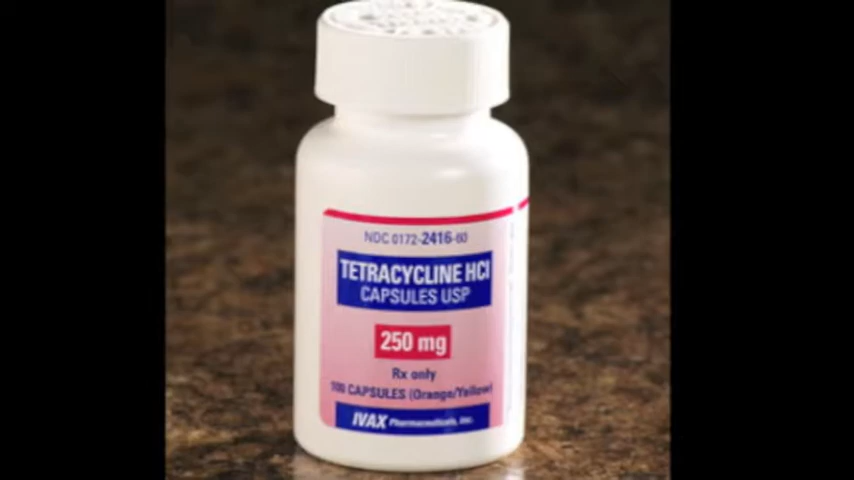 NDC 0172-2416-60
TETRACYCLINE HCl
CAPSULES USP
250 mg
Rx only
100 CAPSULES (Orange/Yellow)
IVAX Pharmaceuticals, Inc.